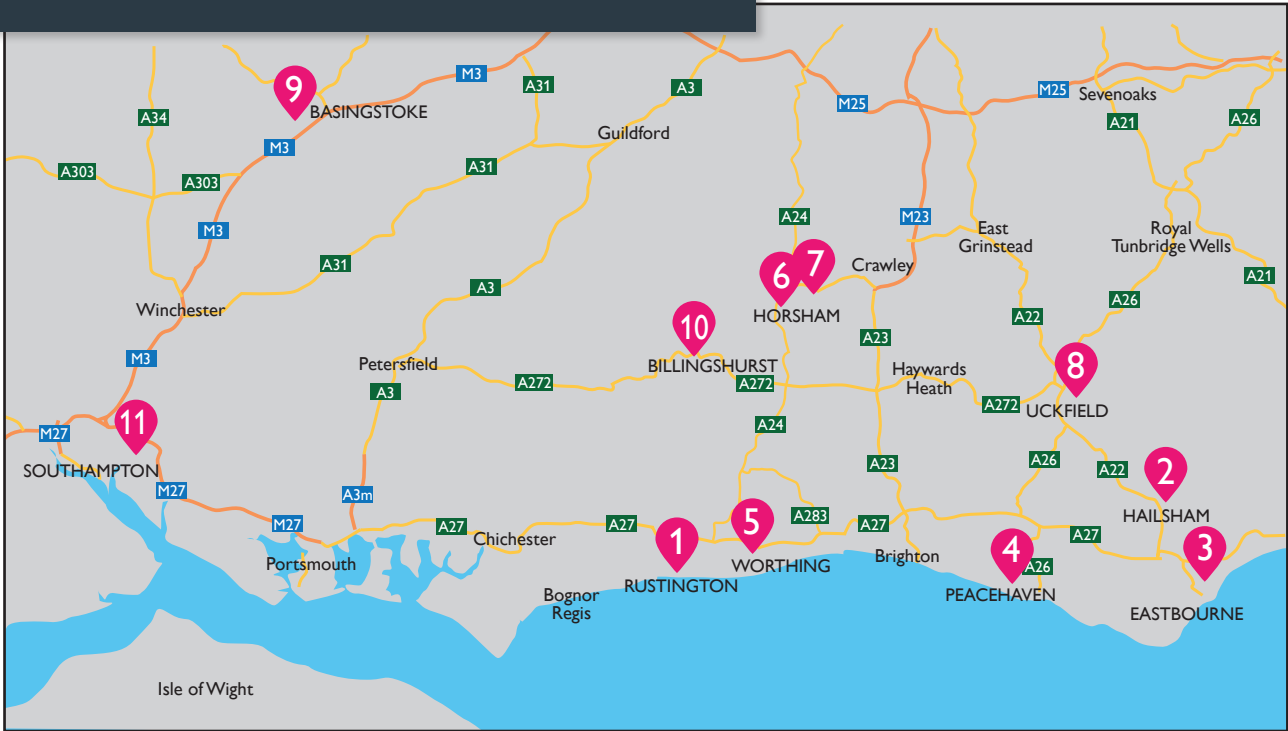 M3
A31
A3
M25
M25
Sevenoaks
9
BASINGSTOKE
A34
A21
A26
Guildford
M3
A31
A303
A303
A24
M23
M3
East
Grinstead
Royal
Tunbridge Wells
A31
6
7
Crawley
A21
A3
A26
Winchester
HORSHAM
A22
10
A23
M3
Petersfield
BILLINGSHURST
Haywards
Heath
8
A3
A272
A272
A272
UCKFIELD
11
A24
M27
SOUTHAMPTON
A23
A26
A22
2
M27
A3m
HAILSHAM
M27
A27
Chichester
A27
1
5
A283
A27
A27
4
3
Portsmouth
WORTHING
Brighton
A26
RUSTINGTON
PEACEHAVEN
Bognor
Regis
EASTBOURNE
Isle of Wight